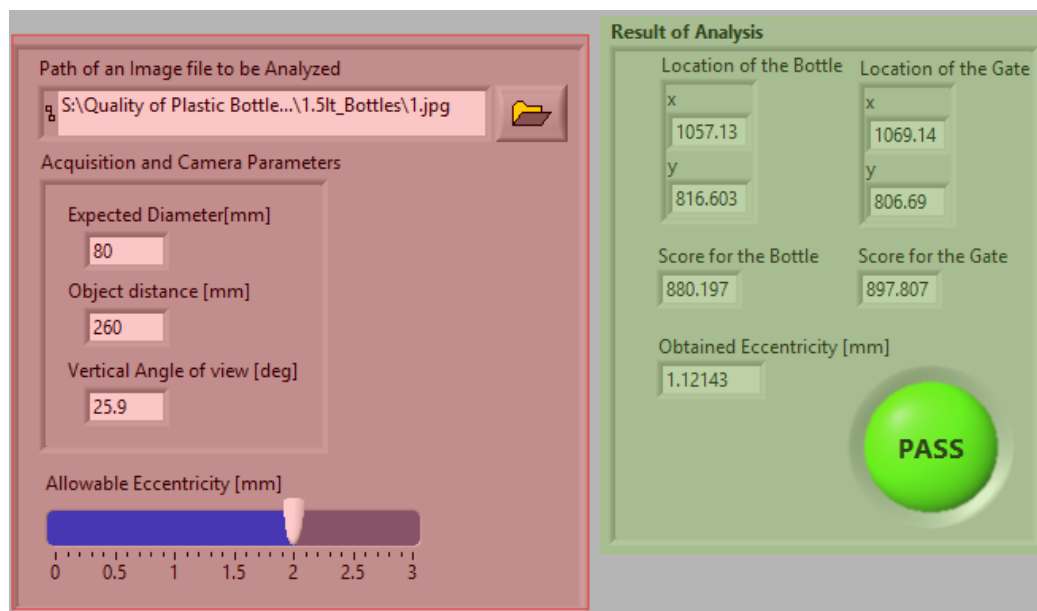 Path of an Image file to be Analyzed
S:\Quality of Plastic Bottle...\1.5lt_Bottles\1.jpg
Acquisition and Camera Parameters
Expected Diameter[mm]
80
Object distance [mm]
260
Vertical Angle of view [deg]
25.9
Allowable Eccentricity [mm]
0 0.5 1 1.5 2 2.5 3
Result of Analysis
Location of the Bottle Location of the Gate
x x
1057.13 1069.14
y y
816.603 806.69
Score for the Bottle Score for the Gate
880.197 897.807
Obtained Eccentricity [mm]
1.12143
PASS